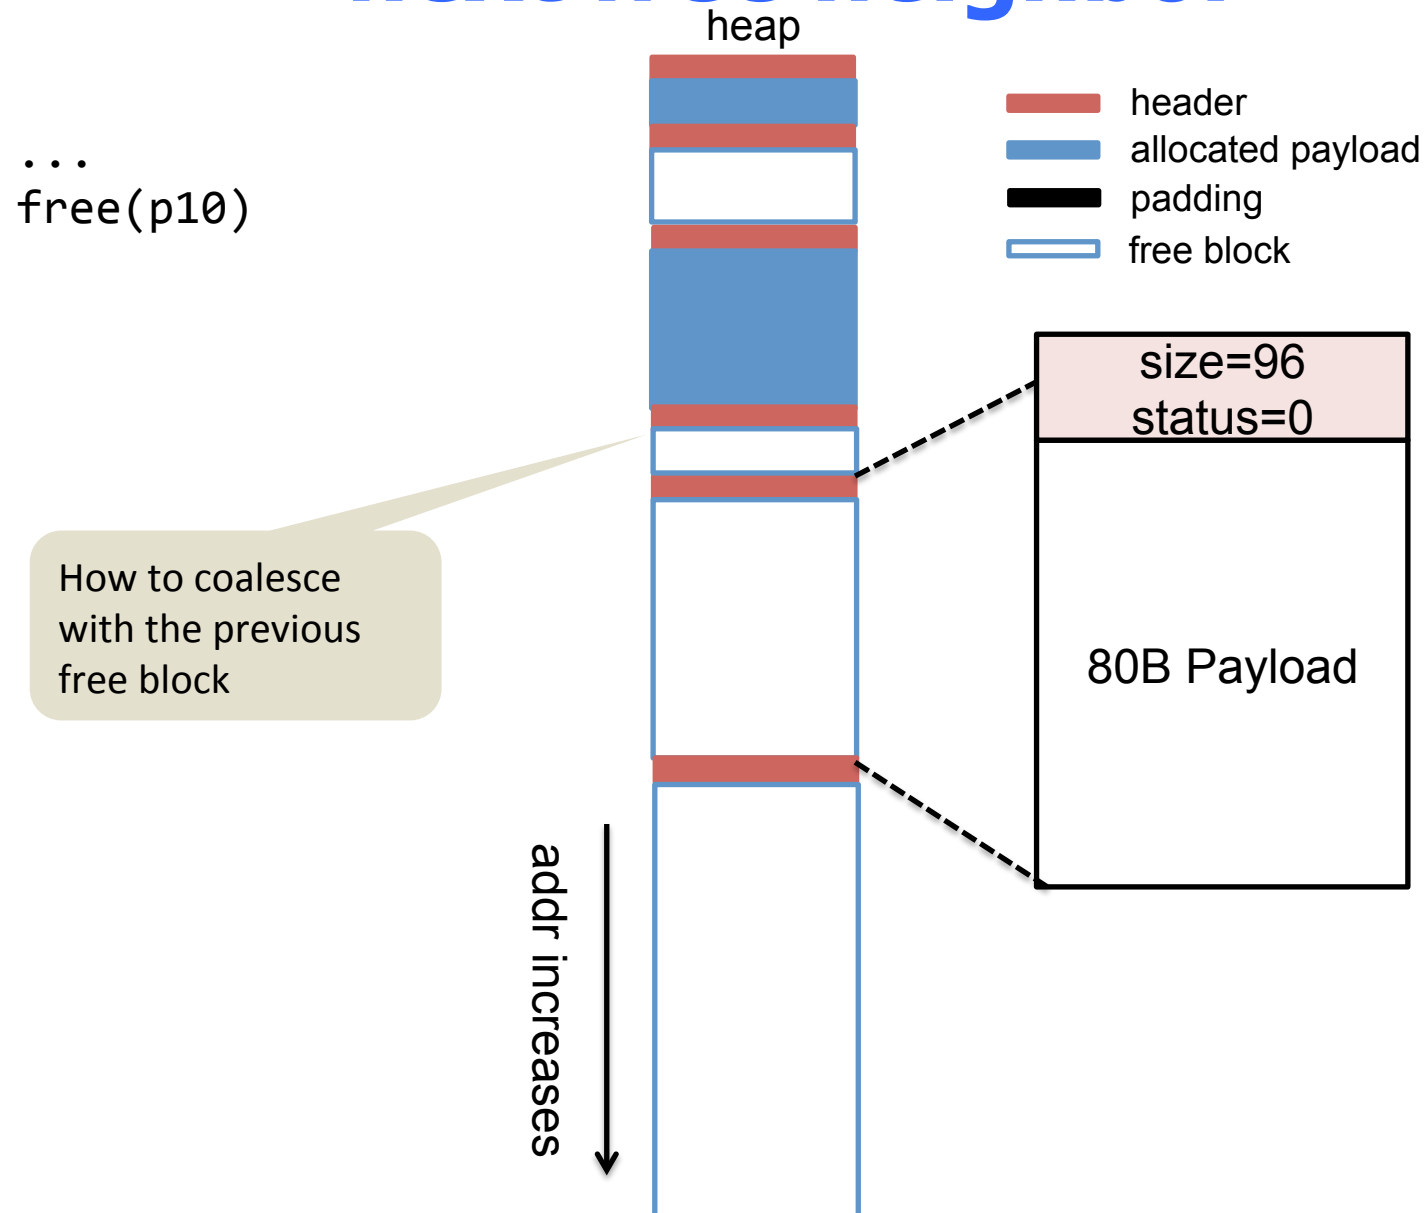 heap
...
free(p10)
header
allocated payload
padding
free block
size=96
status=0
80B Payload
How to coalesce
with the previous
free block
addr increases